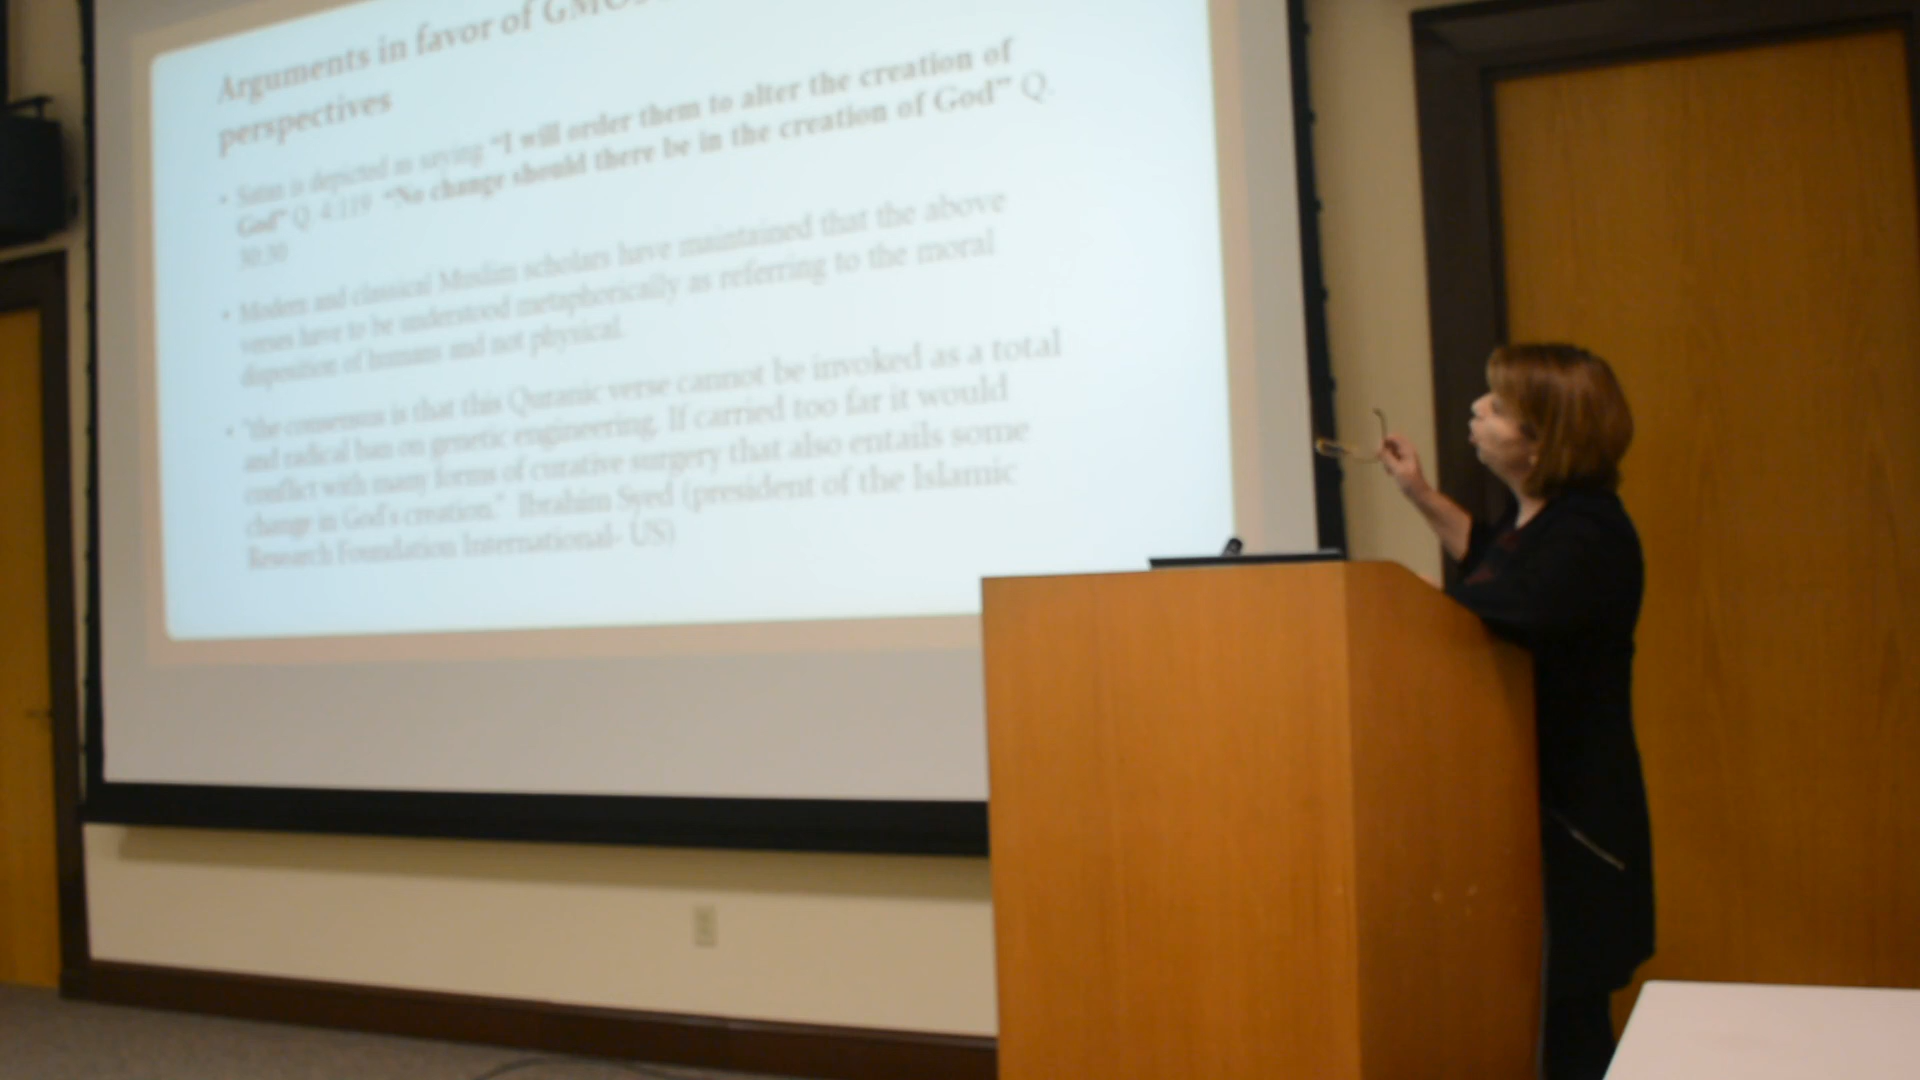 Arguments in favor of GMOs
perspectives
• Satan is depicted as saying "I will order them to alter the creation of
God" Q. 4:119 "No change should there be in the creation of God"" Q.
30:30
• Modern and classical Muslim scholars have maintained that the above
verses have to be understood metaphorically as referring to the moral
disposition of humans and not physical.
• "the consensus is that this Quranic verse cannot be invoked as a total
and radical ban on genetic engineering. If carried too far it would
conflict with many forms of curative surgery that also entails some
change in God's creation." Ibrahim Syed (president of the Islamic
Research Foundation International- US)